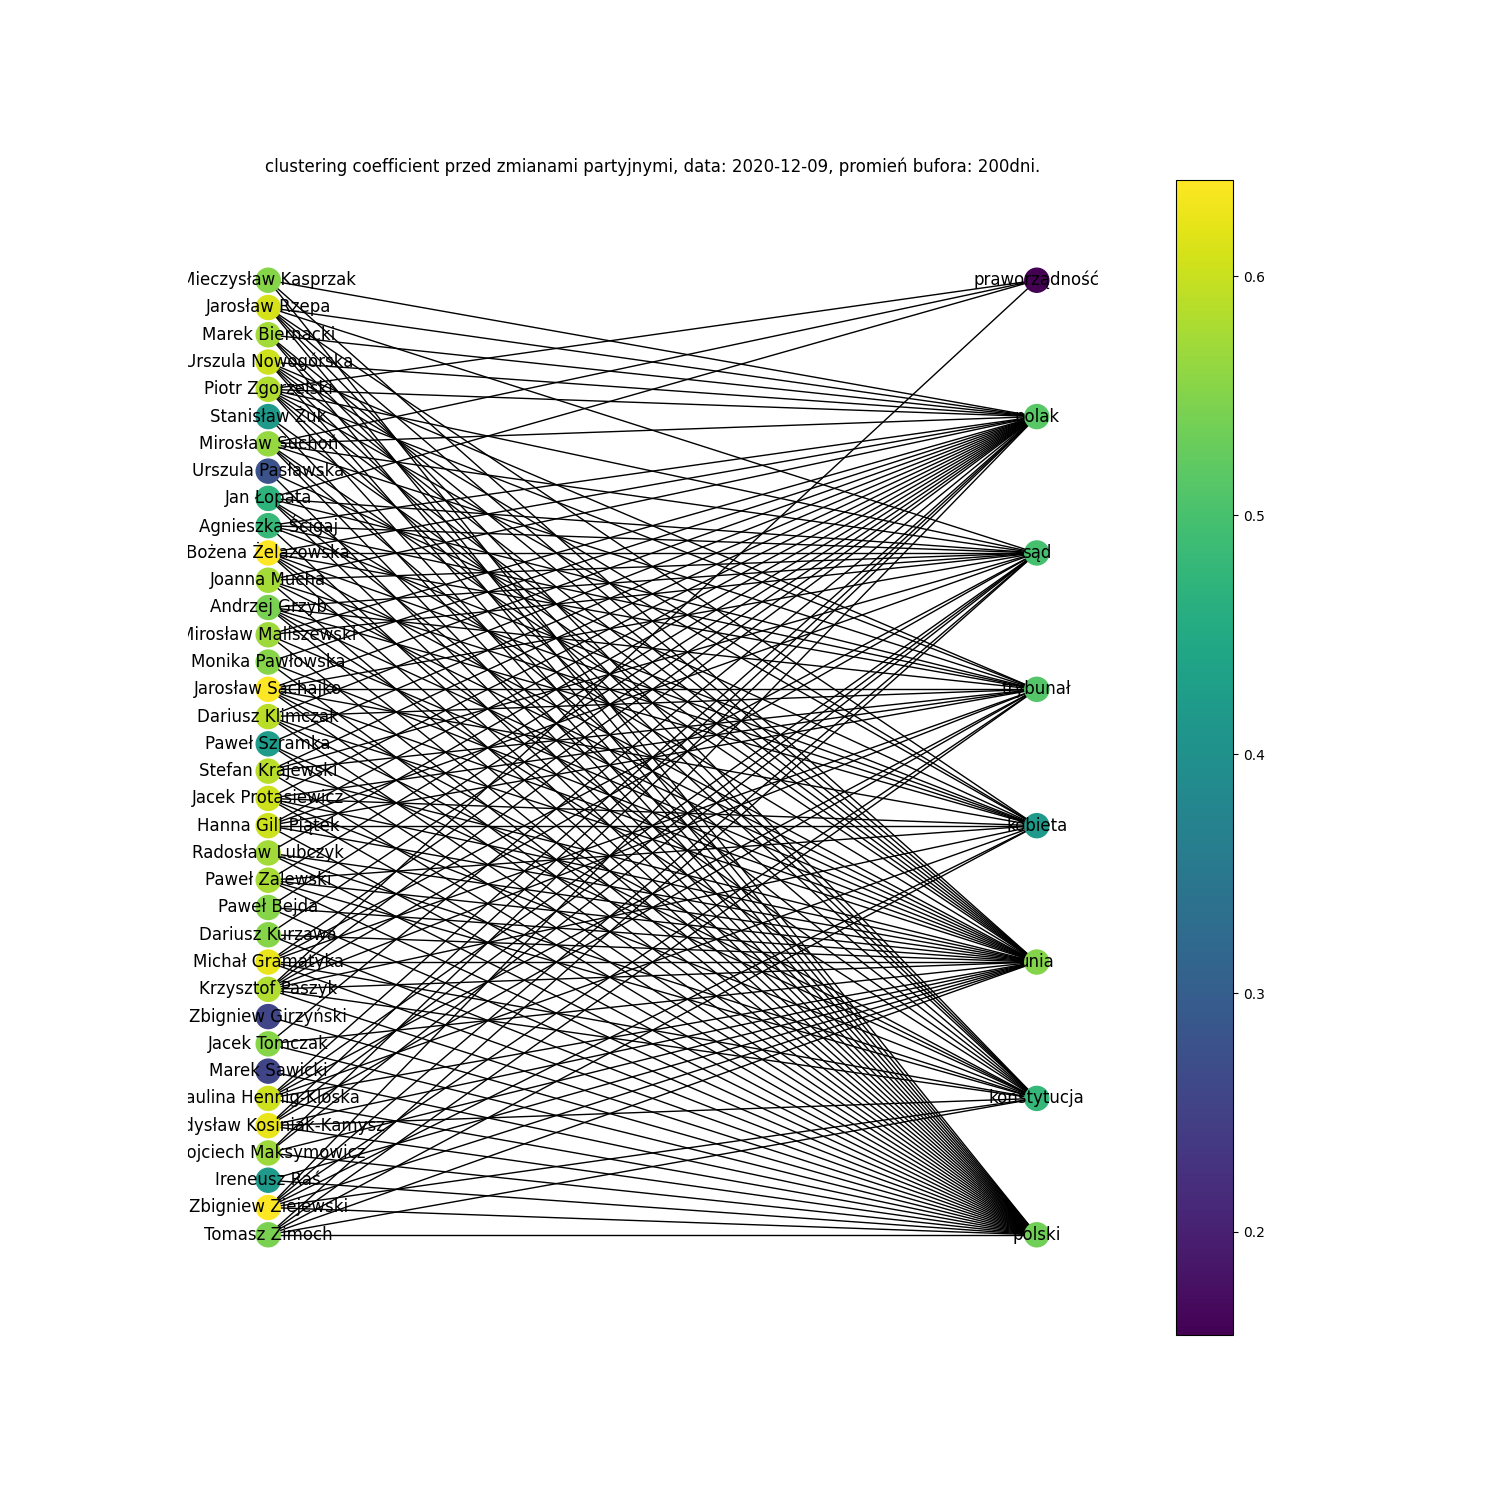 clustering coefficient przed zmianami partyjnymi, data: 2020-12-09, promień bufora: 200dni.
Mieczysław Kasprzak
Jarosław Rzepa
Marek Biernacki
Urszula Nowogórska
Piotr Zgorzelski
Stanisław Żuk
Mirosław Suchoń
Urszula Pasławska
Jan Łopata
Agnieszka Ścigaj
Bożena Żelazowska
Joanna Mucha
Andrzej Grzyb
Mirosław Maliszewski
Monika Pawłowska
Jarosław Sachajko
Dariusz Klimczak
Paweł Szramka
Stefan Krajewski
Jacek Protasiewicz
Hanna Gill-Piątek
Radosław Lubczyk
Paweł Zalewski
Paweł Bejda
Dariusz Kurzawa
Michał Gramatyka
Krzysztof Paszyk
Zbigniew Girzyński
Jacek Tomczak
Marek Sawicki
aulina Hennig-Kloska
dysław Kosiniak-Kamysz
ojciech Maksymowicz
Ireneusz Raś
Zbigniew Ziejewski
Tomasz Zimoch
praworządność
polak
sąd
trybunał
kobieta
unia
konstytucja
polski
0.6
0.5
0.4
0.3
0.2